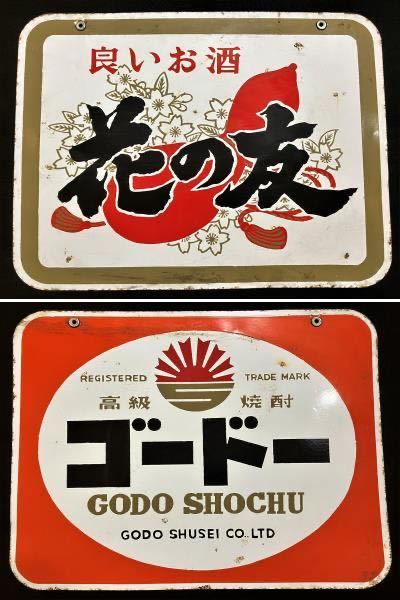 良いお酒
花の友
REGISTERED TRADE MARK
高級 焼酎
ゴードー
GODO SHOCHU
GODO SHUSEI CO.,LTD